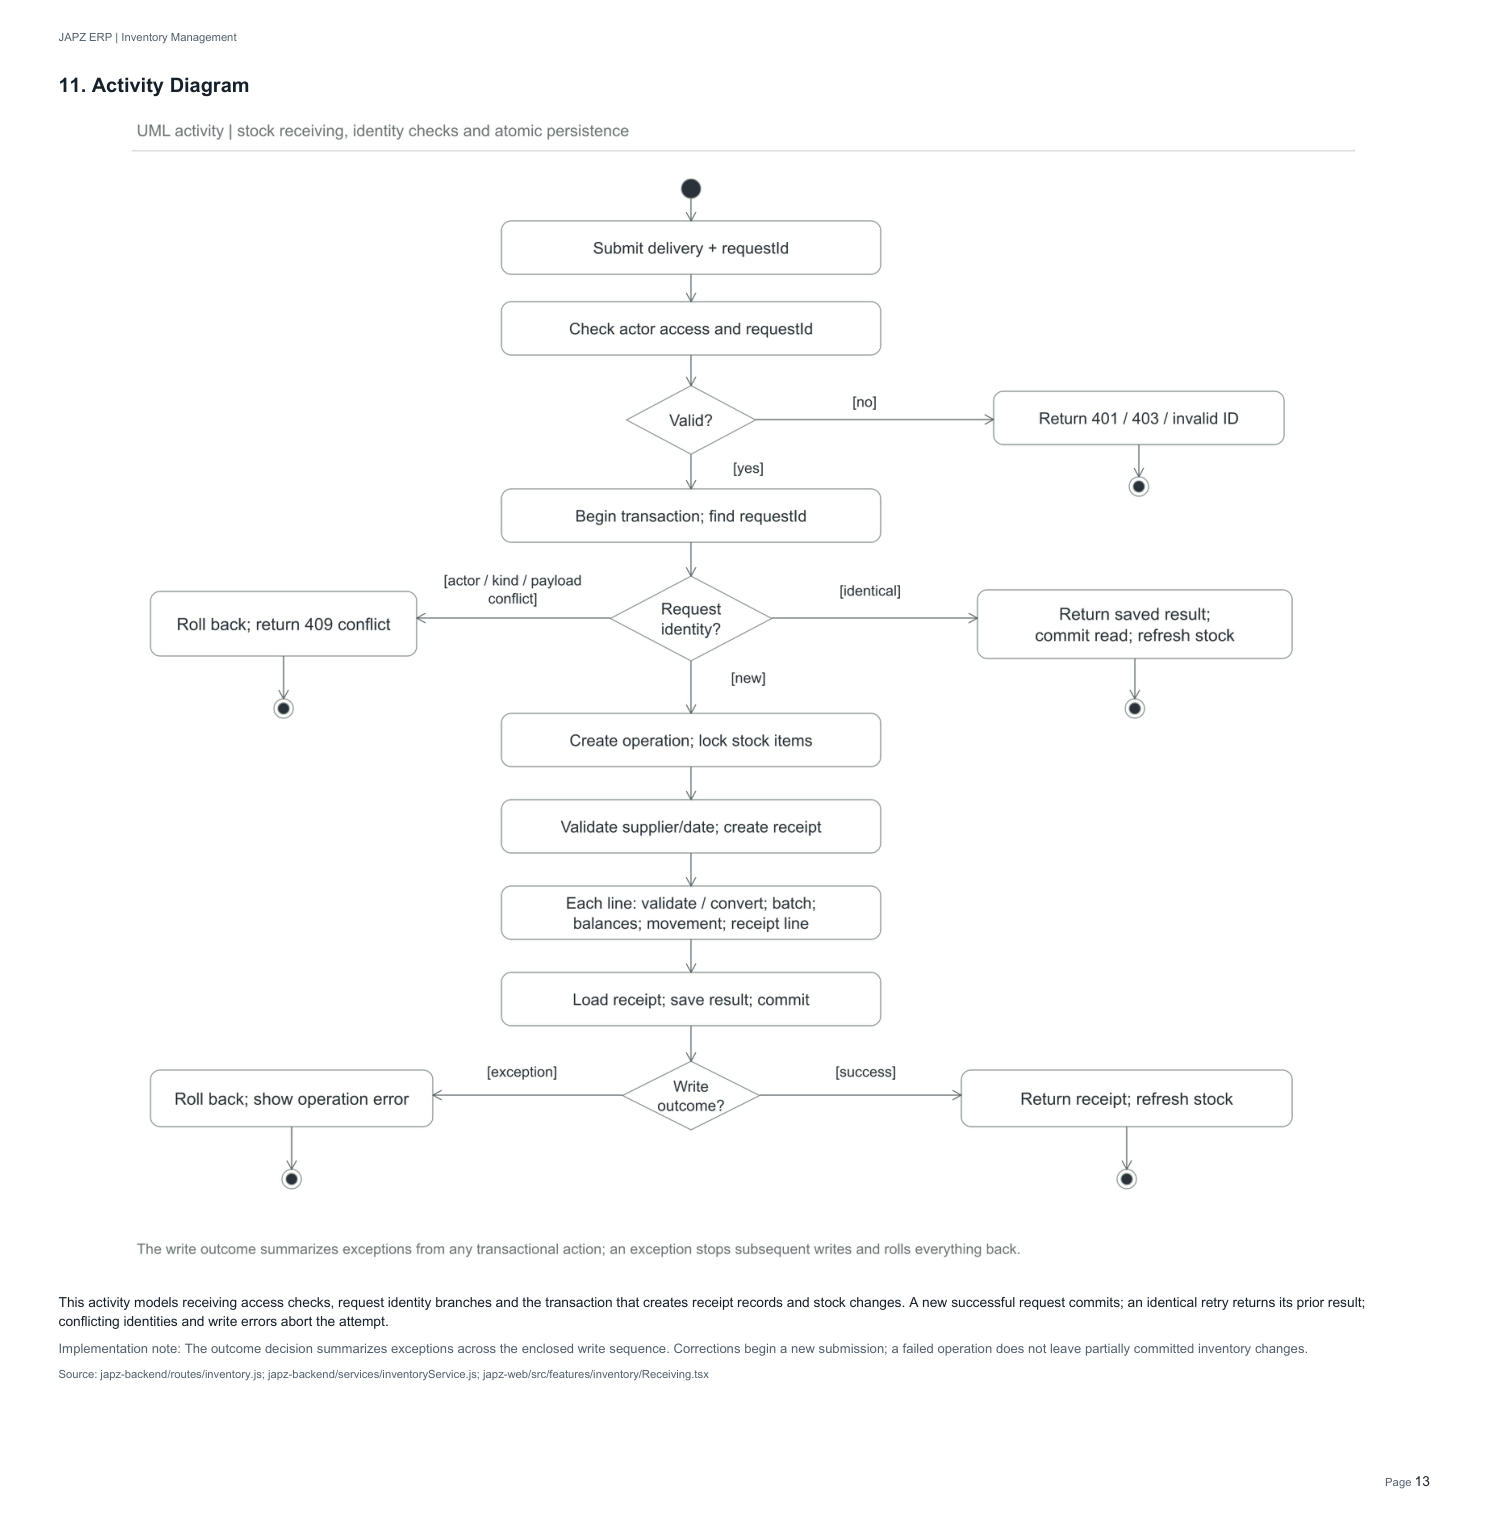 JAPZ ERP | Inventory Management
11. Activity Diagram
UML activity | stock receiving, identity checks and atomic persistence
Submit delivery + requestId
Check actor access and requestId
Valid?
[no]
Return 401 / 403 / invalid ID
[yes]
Begin transaction; find requestId
[actor / kind / payload
conflict]
Roll back; return 409 conflict
Request
identity?
[identical]
Return saved result;
commit read; refresh stock
[new]
Create operation; lock stock items
Validate supplier/date; create receipt
Each line: validate / convert; batch;
balances; movement; receipt line
Load receipt; save result; commit
[exception]
Roll back; show operation error
Write
outcome?
[success]
Return receipt; refresh stock
The write outcome summarizes exceptions from any transactional action; an exception stops subsequent writes and rolls everything back.
This activity models receiving access checks, request identity branches and the transaction that creates receipt records and stock changes. A new successful request commits; an identical retry returns its prior result;
conflicting identities and write errors abort the attempt.
Implementation note: The outcome decision summarizes exceptions across the enclosed write sequence. Corrections begin a new submission; a failed operation does not leave partially committed inventory changes.
Source: japz-backend/routes/inventory.js; japz-backend/services/inventoryService.js; japz-web/src/features/inventory/Receiving.tsx
Page 13